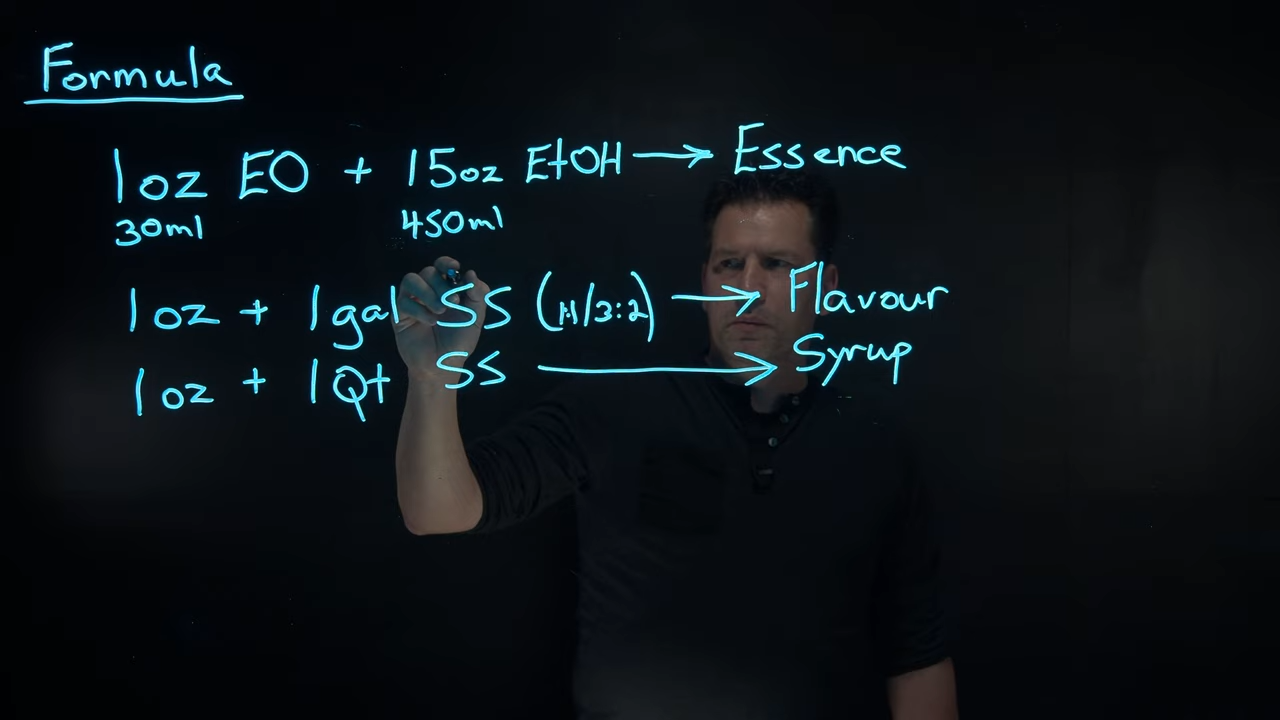 Formula
1oz EO + 15oz EtOH → Essence
30ml 450ml
1oz + 1gal SS (1:1/3:2) → Flavour
1oz + 1Qt SS → Syrup